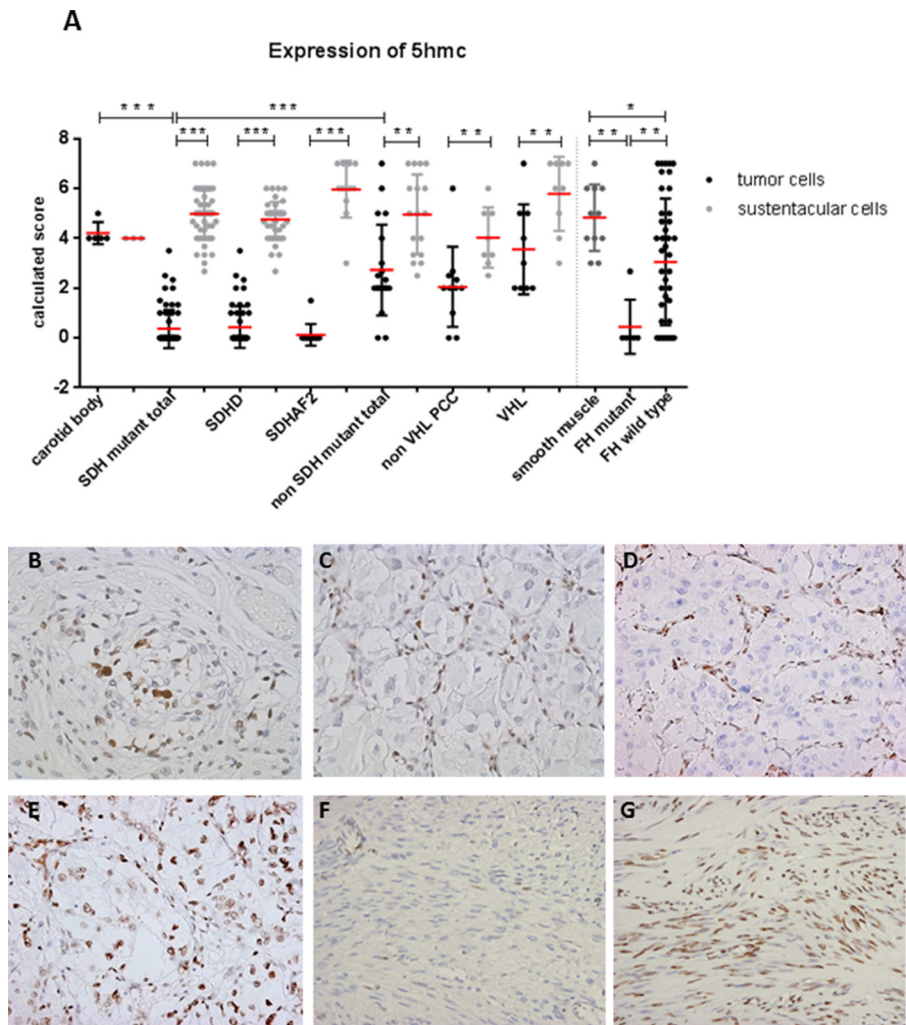 A
Expression of 5hmc
* * *
***
*
***
***
***
**
* *
* *
* *
* *
8
6
4
2
0
-2
calculated score
tumor cells
sustentacular cells
carotid body
SDH mutant total
SDHD
SDHAF2
non SDH mutant total
non VHL PCC
VHL
smooth muscle
FH mutant
FH wild type
B
C
D
E
F
G